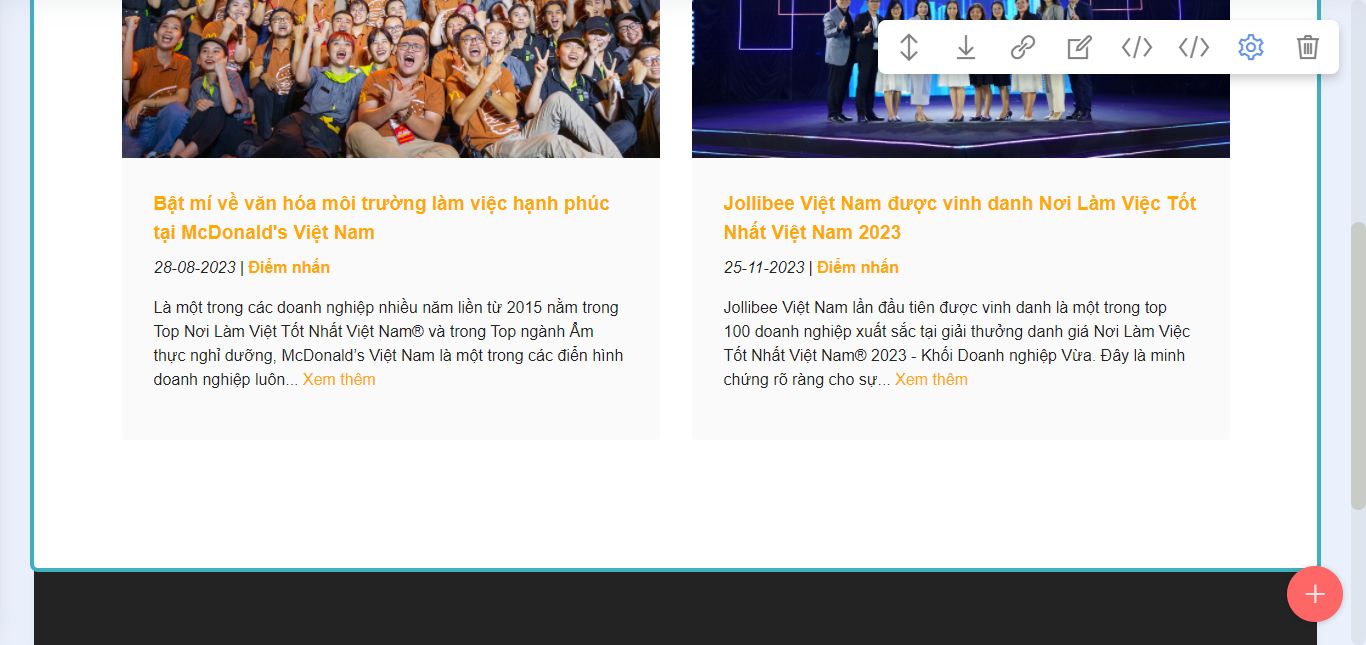 Bật mí về văn hóa môi trường làm việc hạnh phúc
tại McDonald's Việt Nam
28-08-2023 | Điểm nhấn
Là một trong các doanh nghiệp nhiều năm liền từ 2015 nằm trong
Top Nơi Làm Việt Tốt Nhất Việt Nam® và trong Top ngành Ẩm
thực nghỉ dưỡng, McDonald’s Việt Nam là một trong các điển hình
doanh nghiệp luôn... Xem thêm
Jollibee Việt Nam được vinh danh Nơi Làm Việc Tốt
Nhất Việt Nam 2023
25-11-2023 | Điểm nhấn
Jollibee Việt Nam lần đầu tiên được vinh danh là một trong top
100 doanh nghiệp xuất sắc tại giải thưởng danh giá Nơi Làm Việc
Tốt Nhất Việt Nam® 2023 - Khối Doanh nghiệp Vừa. Đây là minh
chứng rõ ràng cho sự... Xem thêm